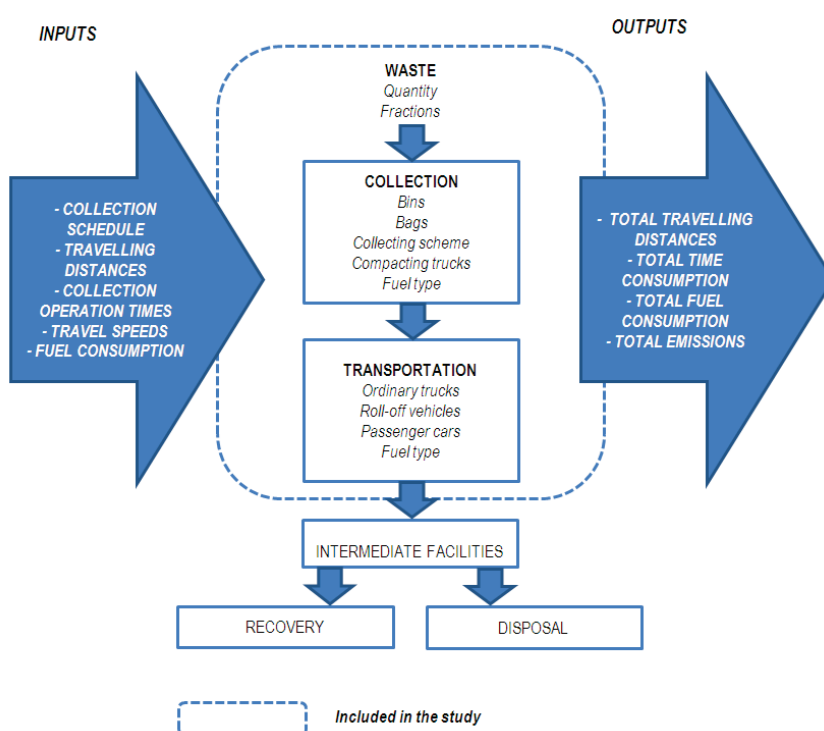 INPUTS
OUTPUTS
WASTE
Quantity
Fractions
- COLLECTION
SCHEDULE
- TRAVELLING
DISTANCES
- COLLECTION
OPERATION TIMES
- TRAVEL SPEEDS
- FUEL CONSUMPTION
COLLECTION
Bins
Bags
Collecting scheme
Compacting trucks
Fuel type
TRANSPORTATION
Ordinary trucks
Roll-off vehicles
Passenger cars
Fuel type
- TOTAL TRAVELLING
DISTANCES
- TOTAL TIME
CONSUMPTION
- TOTAL FUEL
CONSUMPTION
- TOTAL EMISSIONS
INTERMEDIATE FACILITIES
RECOVERY
DISPOSAL
Included in the study